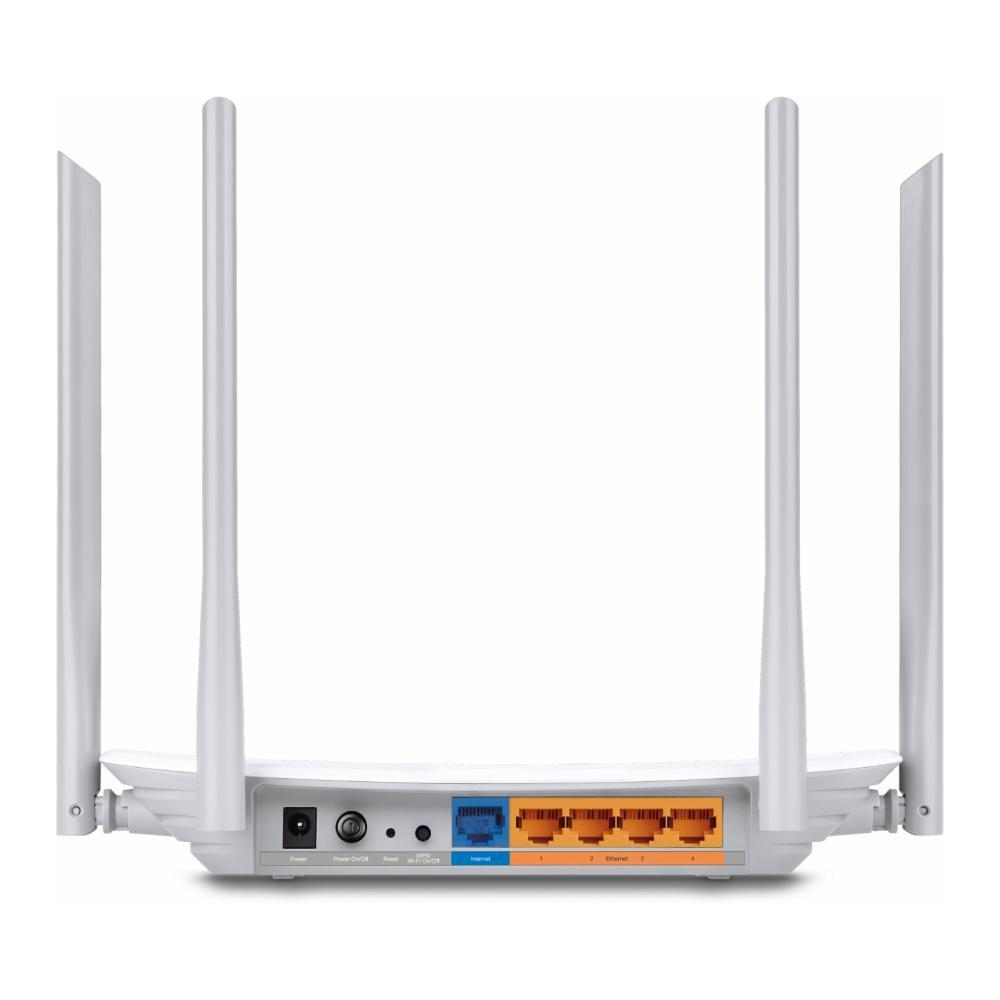 Power
Power On/Off
Reset
WPS/
Wi-Fi On/Off
Internet
1
2
Ethernet
3
4